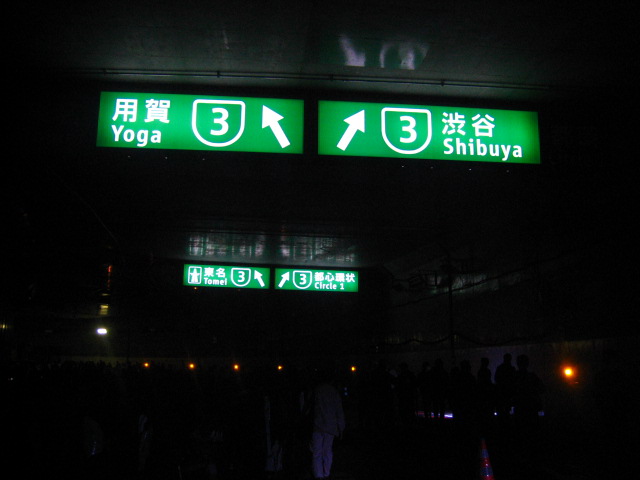 用賀 3
Yoga
3 渋谷
Shibuya
東名 3
Tomei
3 都心環状
Circle 1